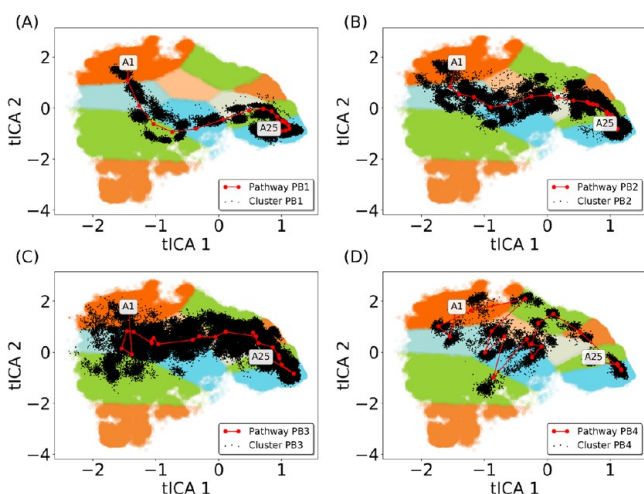 (A)
(B)
2
0
−2
−4
tICA 2
A1
A25
Pathway PB1
Cluster PB1
−2
−1
0
1
tICA 1
2
0
−2
−4
tICA 2
A1
A25
Pathway PB2
Cluster PB2
−2
−1
0
1
tICA 1
(C)
(D)
2
0
−2
−4
tICA 2
A1
A25
Pathway PB3
Cluster PB3
−2
−1
0
1
tICA 1
2
0
−2
−4
tICA 2
A1
A25
Pathway PB4
Cluster PB4
−2
−1
0
1
tICA 1